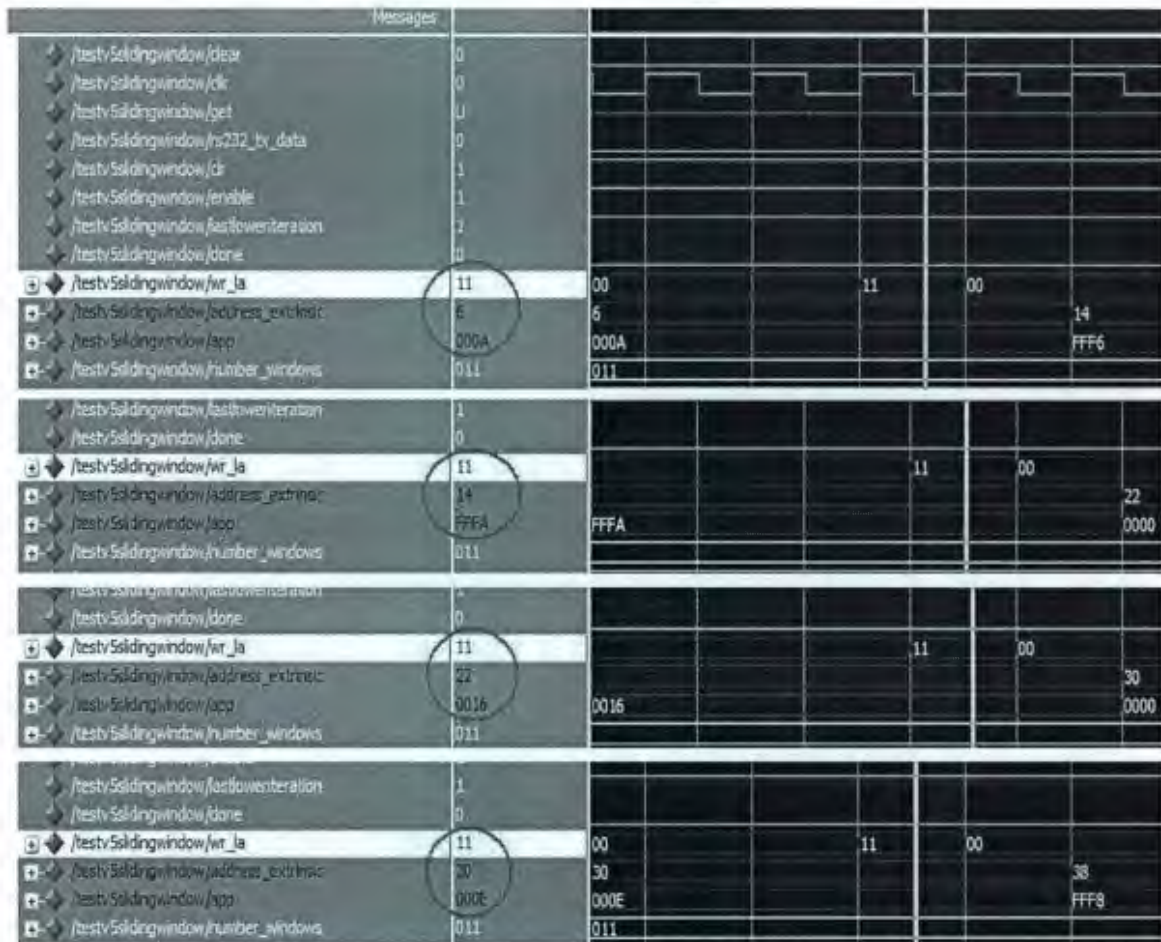 Messages
/testv5slidingwindow/clear 0
/testv5slidingwindow/clk 0
/testv5slidingwindow/get U
/testv5slidingwindow/rs232_tx_data 0
/testv5slidingwindow/clr 1
/testv5slidingwindow/enable 1
/testv5slidingwindow/lastloweriteration
/testv5slidingwindow/done 0
/testv5slidingwindow/wr_la 11 00 11 00
/testv5slidingwindow/address_extrinsic 6 6 14
/testv5slidingwindow/app 000A 000A FFF6
/testv5slidingwindow/number_windows 011 011
/testv5slidingwindow/lastloweriteration 1
/testv5slidingwindow/done 0
/testv5slidingwindow/wr_la 11 11 00
/testv5slidingwindow/address_extrinsic 14 22
/testv5slidingwindow/app FFFA FFFA 0000
/testv5slidingwindow/number_windows 011
/testv5slidingwindow/lastloweriteration 1
/testv5slidingwindow/done 0
/testv5slidingwindow/wr_la 11 11 00
/testv5slidingwindow/address_extrinsic 22 30
/testv5slidingwindow/app 0016 0016 0000
/testv5slidingwindow/number_windows 011
/testv5slidingwindow/lastloweriteration 1
/testv5slidingwindow/done 0
/testv5slidingwindow/wr_la 11 00 11 00
/testv5slidingwindow/address_extrinsic 30 30 38
/testv5slidingwindow/app 000E 000E FFF8
/testv5slidingwindow/number_windows 011 011